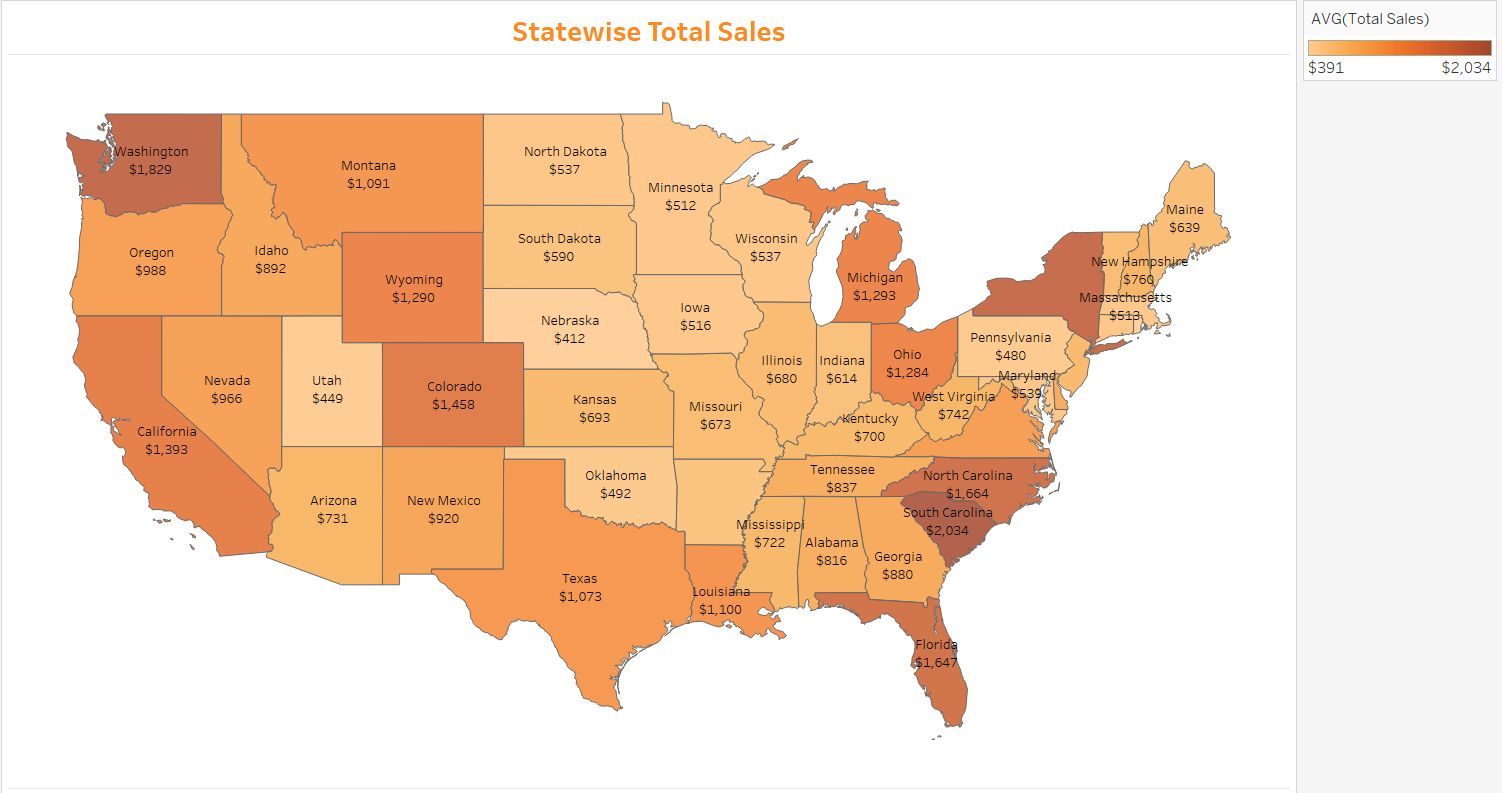 Statewise Total Sales
AVG(Total Sales)
$391 $2,034
Washington
$1,829
Montana
$1,091
North Dakota
$537
Minnesota
$512
Maine
$639
Oregon
$988
Idaho
$892
South Dakota
$590
Wisconsin
$537
New Hampshire
$760
Wyoming
$1,290
Michigan
$1,293
Massachusetts
$513
Nebraska
$412
Iowa
$516
Pennsylvania
$480
Nevada
$966
Utah
$449
Colorado
$1,458
Illinois
$680
Indiana
$614
Ohio
$1,284
Maryland
$539
California
$1,393
Kansas
$693
Missouri
$673
Kentucky
$700
West Virginia
$742
Arizona
$731
New Mexico
$920
Oklahoma
$492
Tennessee
$837
North Carolina
$1,664
South Carolina
$2,034
Mississippi
$722
Alabama
$816
Georgia
$880
Texas
$1,073
Louisiana
$1,100
Florida
$1,647